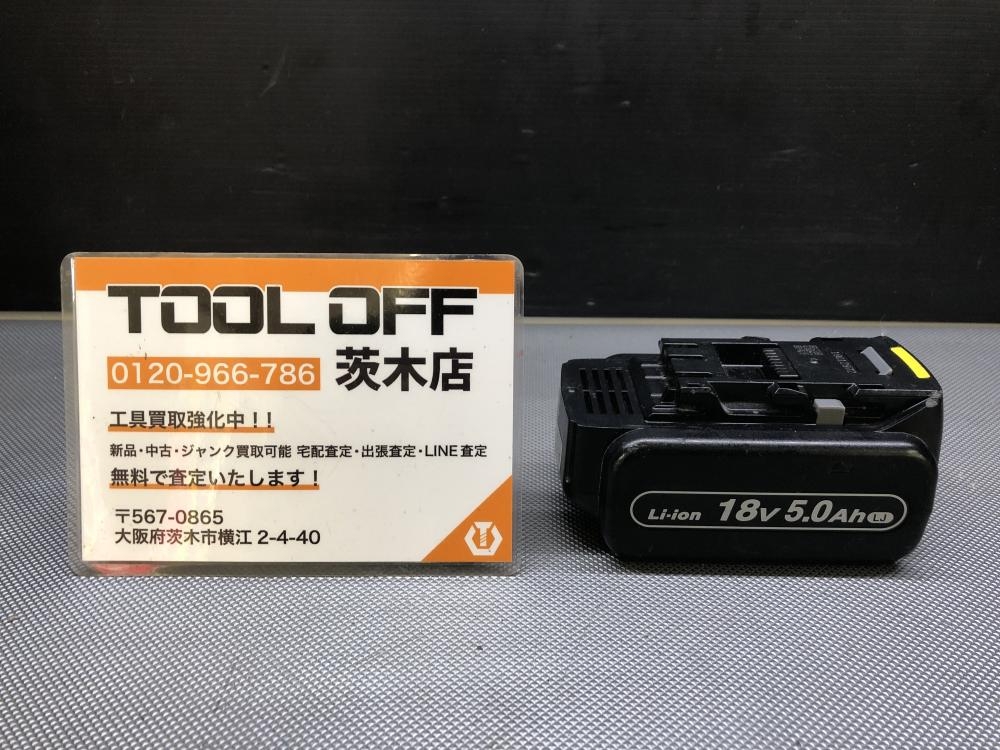 TOOL OFF
0120-966-786 茨木店
工具買取強化中！！
新品・中古・ジャンク買取可能 宅配査定・出張査定・LINE査定
無料で査定いたします！
〒567-0865
大阪府茨木市横江 2-4-40
Li-ion 18V 5.0Ah LJ